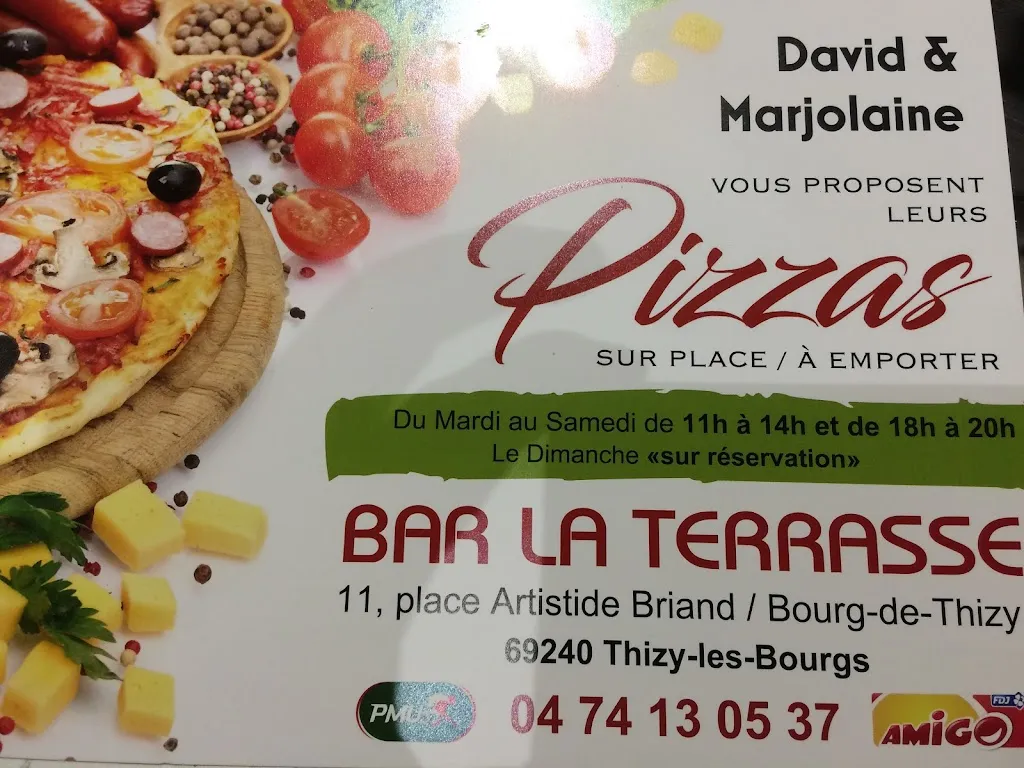 David &
Marjolaine
VOUS PROPOSENT
LEURS
Pizzas
SUR PLACE / À EMPORTER
Du Mardi au Samedi de 11h à 14h et de 18h à 20h
Le Dimanche «sur réservation»
BAR LA TERRASSE
11, place Artistide Briand / Bourg-de-Thizy
69240 Thizy-les-Bourgs
PMU 04 74 13 05 37 FDJ AMIGO